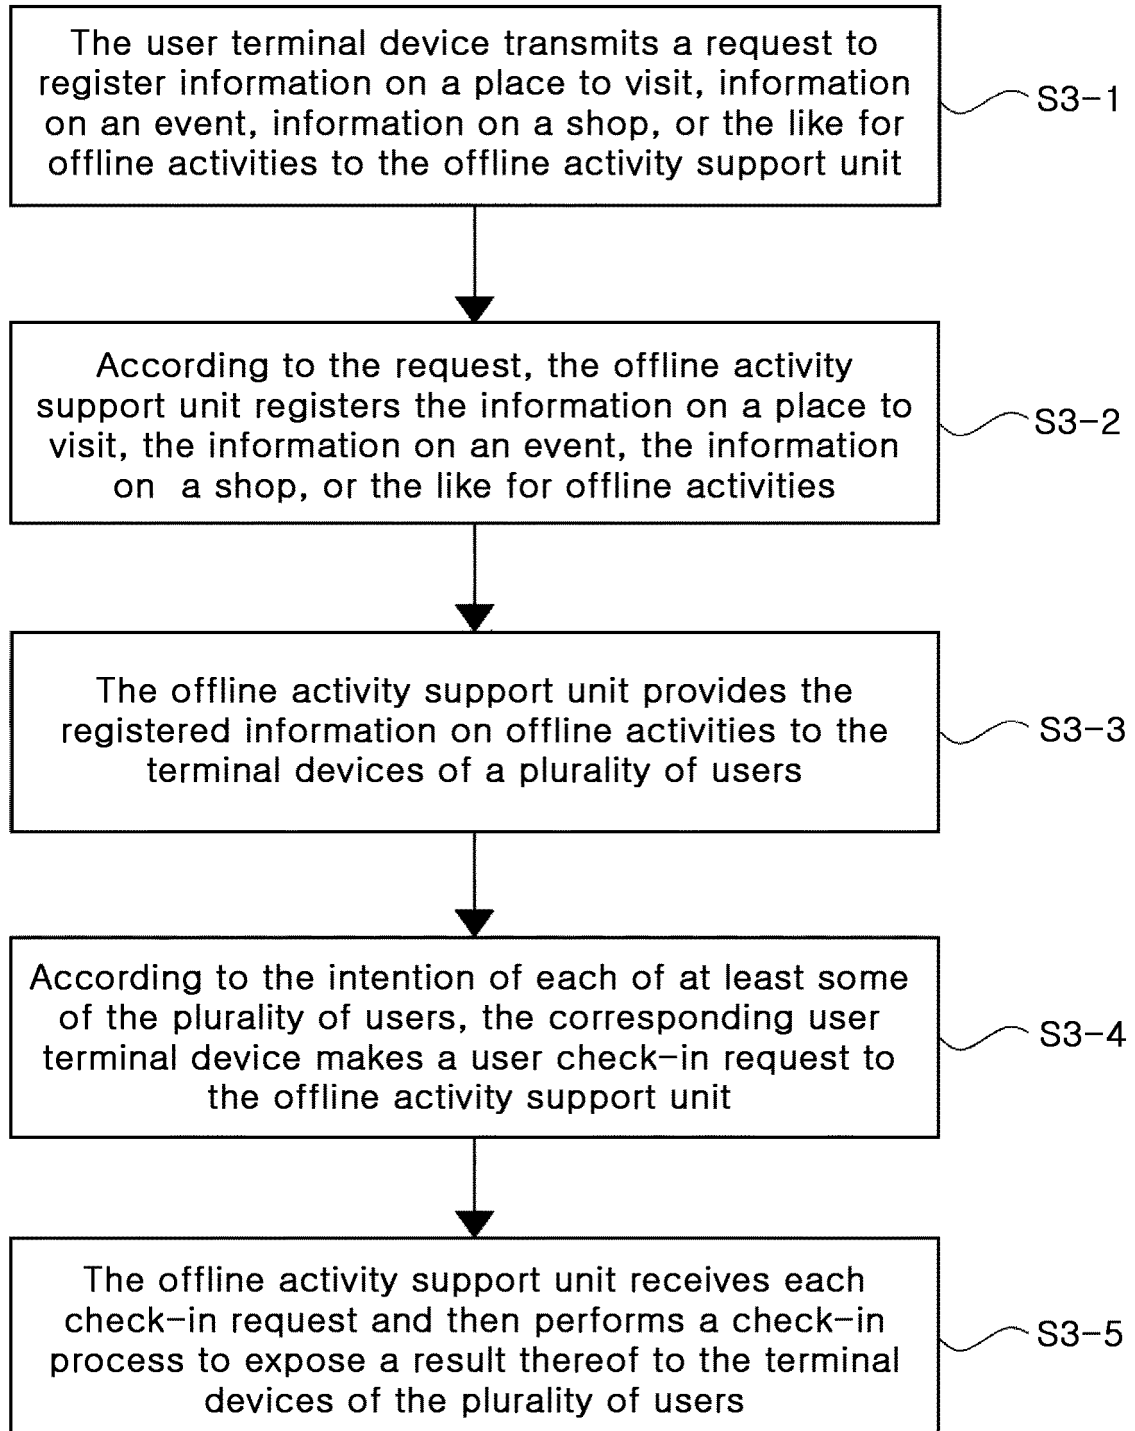 The user terminal device transmits a request to
register information on a place to visit, information
on an event, information on a shop, or the like for
offline activities to the offline activity support unit
S3-1
According to the request, the offline activity
support unit registers the information on a place to
visit, the information on an event, the information
on a shop, or the like for offline activities
S3-2
The offline activity support unit provides the
registered information on offline activities to the
terminal devices of a plurality of users
S3-3
According to the intention of each of at least some
of the plurality of users, the corresponding user
terminal device makes a user check-in request to
the offline activity support unit
S3-4
The offline activity support unit receives each
check-in request and then performs a check-in
process to expose a result thereof to the terminal
devices of the plurality of users
S3-5